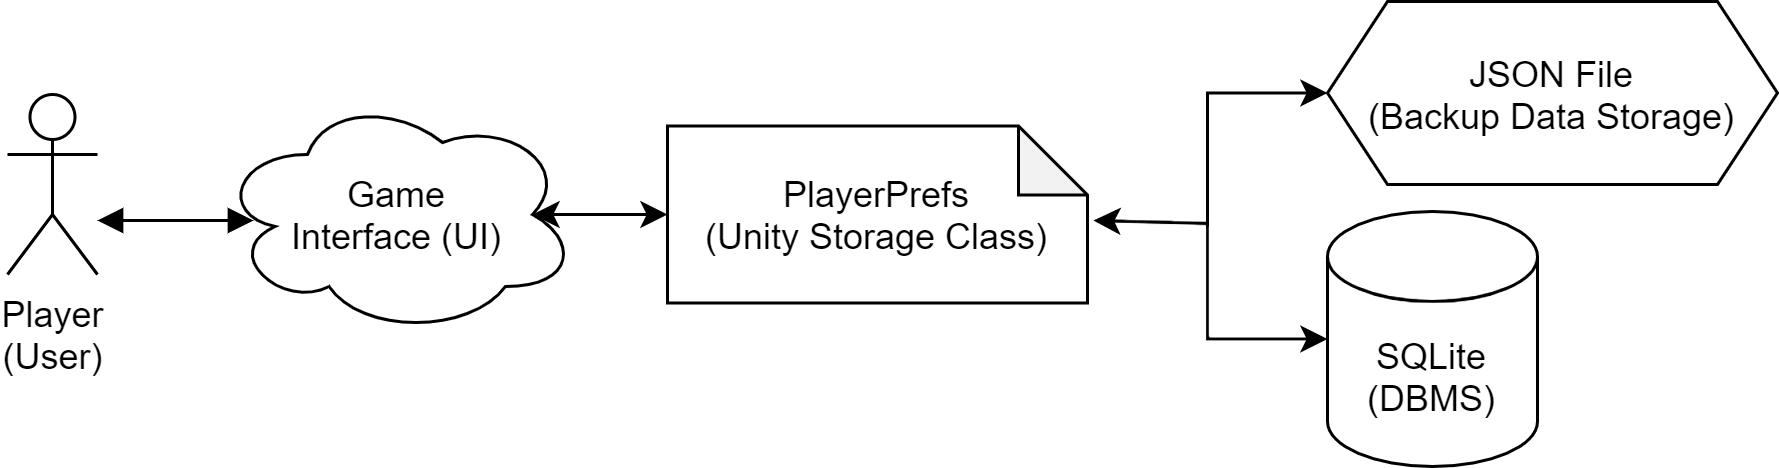 Player
(User)
Game
Interface (UI)
PlayerPrefs
(Unity Storage Class)
JSON File
(Backup Data Storage)
SQLite
(DBMS)